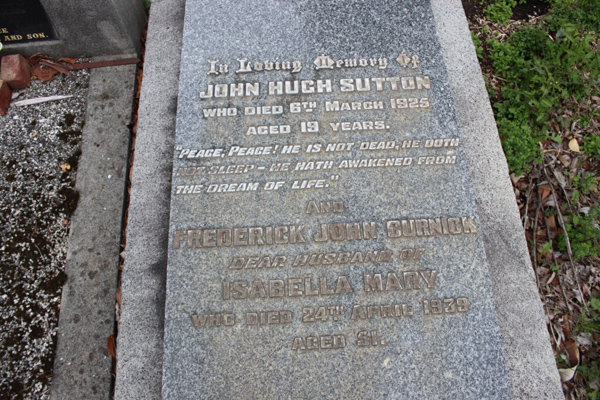 AND SON.
In Loving Memory Of
JOHN HUGH SUTTON
WHO DIED 6TH MARCH 1925
AGED 19 YEARS.
"PEACE, PEACE! HE IS NOT DEAD, HE DOTH
NOT SLEEP - HE HATH AWAKENED FROM
THE DREAM OF LIFE."
AND
FREDERICK JOHN BURNICK
DEAR HUSBAND OF
ISABELLA MARY
WHO DIED 24TH APRIL 1939
AGED 51.